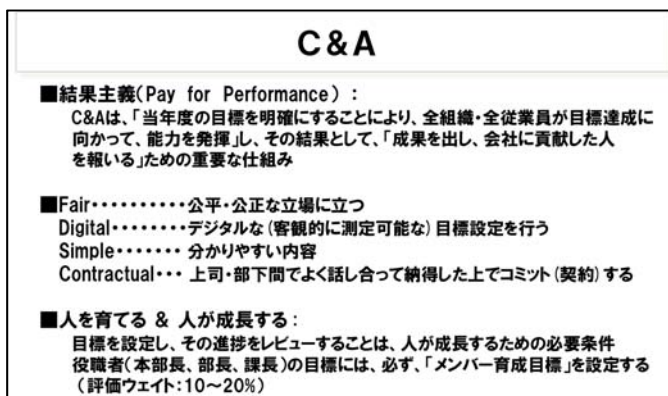 C&A
■結果主義(Pay for Performance) :
C&Aは、「当年度の目標を明確にすることにより、全組織・全従業員が目標達成に
向かって、能力を発揮」し、その結果として、「成果を出し、会社に貢献した人
を報いる」ための重要な仕組み
■Fair・・・・・・・・・・公平・公正な立場に立つ
Digital・・・・・・・・デジタルな(客観的に測定可能な)目標設定を行う
Simple・・・・・・・分かりやすい内容
Contractual・・・上司・部下間でよく話し合って納得した上でコミット(契約)する
■人を育てる & 人が成長する:
目標を設定し、その進捗をレビューすることは、人が成長するための必要条件
役職者(本部長、部長、課長)の目標には、必ず、「メンバー育成目標」を設定する
(評価ウェイト:10~20%)